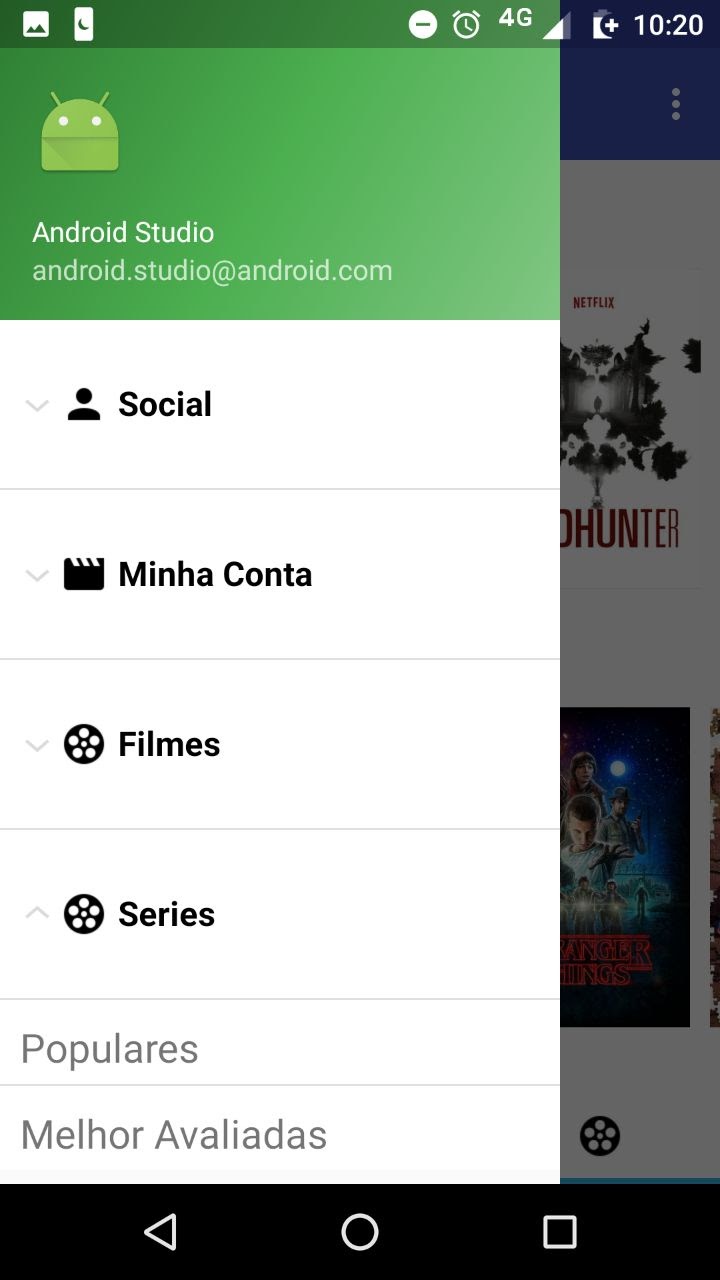 4G 10:20
Android Studio
android.studio@android.com
NETFLIX
Social
DHUNTER
Minha Conta
Filmes
Series
RANGER
HINGS
Populares
Melhor Avaliadas